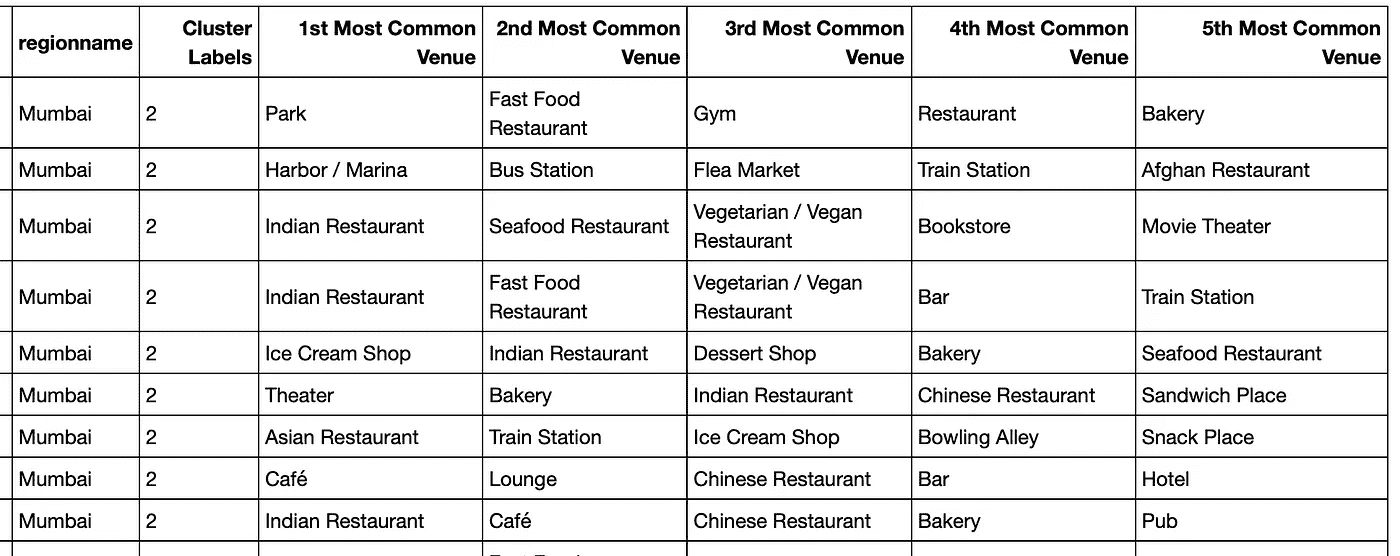 regionname Cluster Labels 1st Most Common Venue 2nd Most Common Venue 3rd Most Common Venue 4th Most Common Venue 5th Most Common Venue
Mumbai 2 Park Fast Food Restaurant Gym Restaurant Bakery
Mumbai 2 Harbor / Marina Bus Station Flea Market Train Station Afghan Restaurant
Mumbai 2 Indian Restaurant Seafood Restaurant Vegetarian / Vegan Restaurant Bookstore Movie Theater
Mumbai 2 Indian Restaurant Fast Food Restaurant Vegetarian / Vegan Restaurant Bar Train Station
Mumbai 2 Ice Cream Shop Indian Restaurant Dessert Shop Bakery Seafood Restaurant
Mumbai 2 Theater Bakery Indian Restaurant Chinese Restaurant Sandwich Place
Mumbai 2 Asian Restaurant Train Station Ice Cream Shop Bowling Alley Snack Place
Mumbai 2 Café Lounge Chinese Restaurant Bar Hotel
Mumbai 2 Indian Restaurant Café Chinese Restaurant Bakery Pub